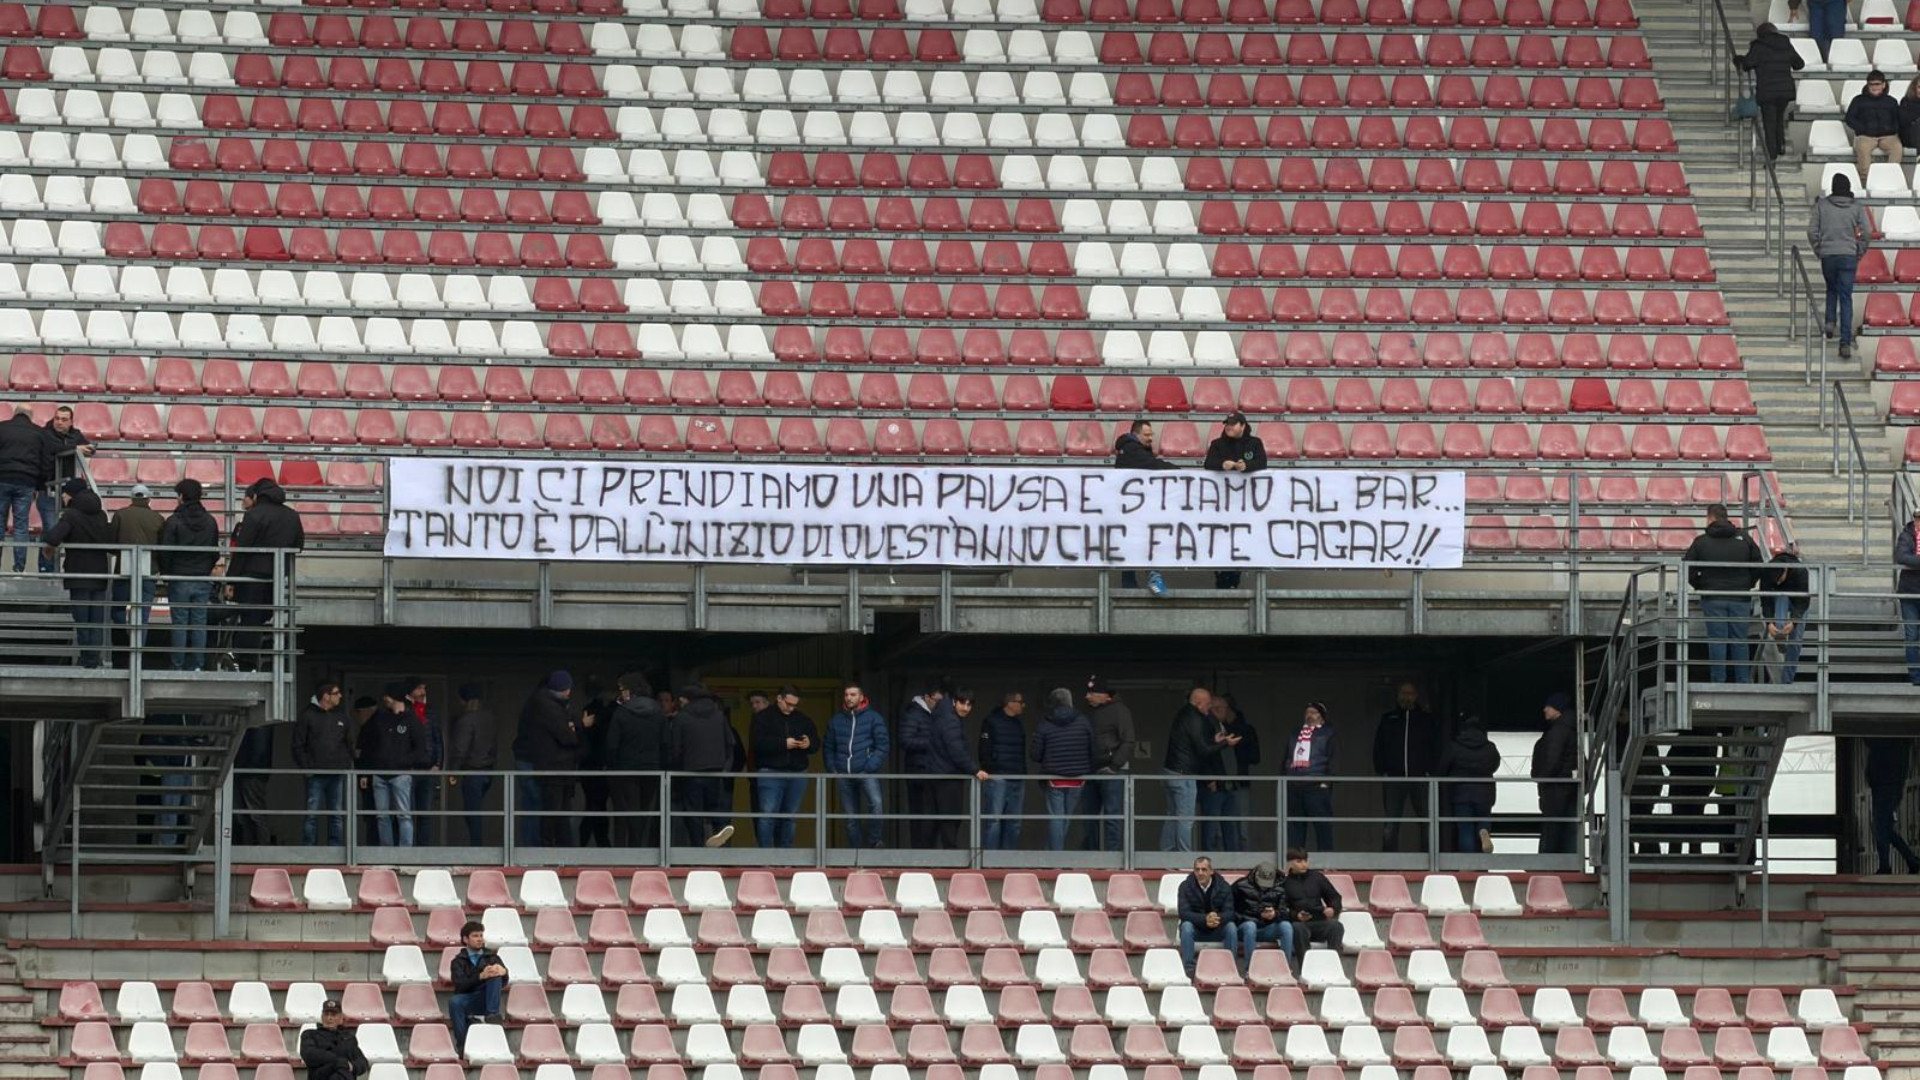 NOI CI PRENDIAMO UNA PAUSA E STIAMO AL BAR...
TANTO È DALL'INIZIO DI QUEST'ANNO CHE FATE CAGAR!!